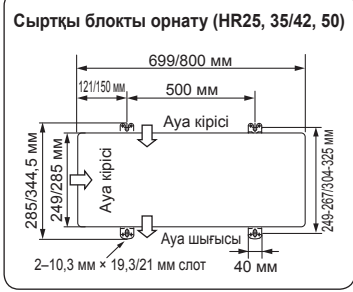 Сыртқы блокты орнату (HR25, 35/42, 50)
699/800 мм
121/150 мм
500 мм
Ауа кірісі
285/344,5 мм
249/285 мм
Ауа кірісі
249-267/304-325 мм
Ауа шығысы
2–10,3 мм × 19,3/21 мм слот
40 мм